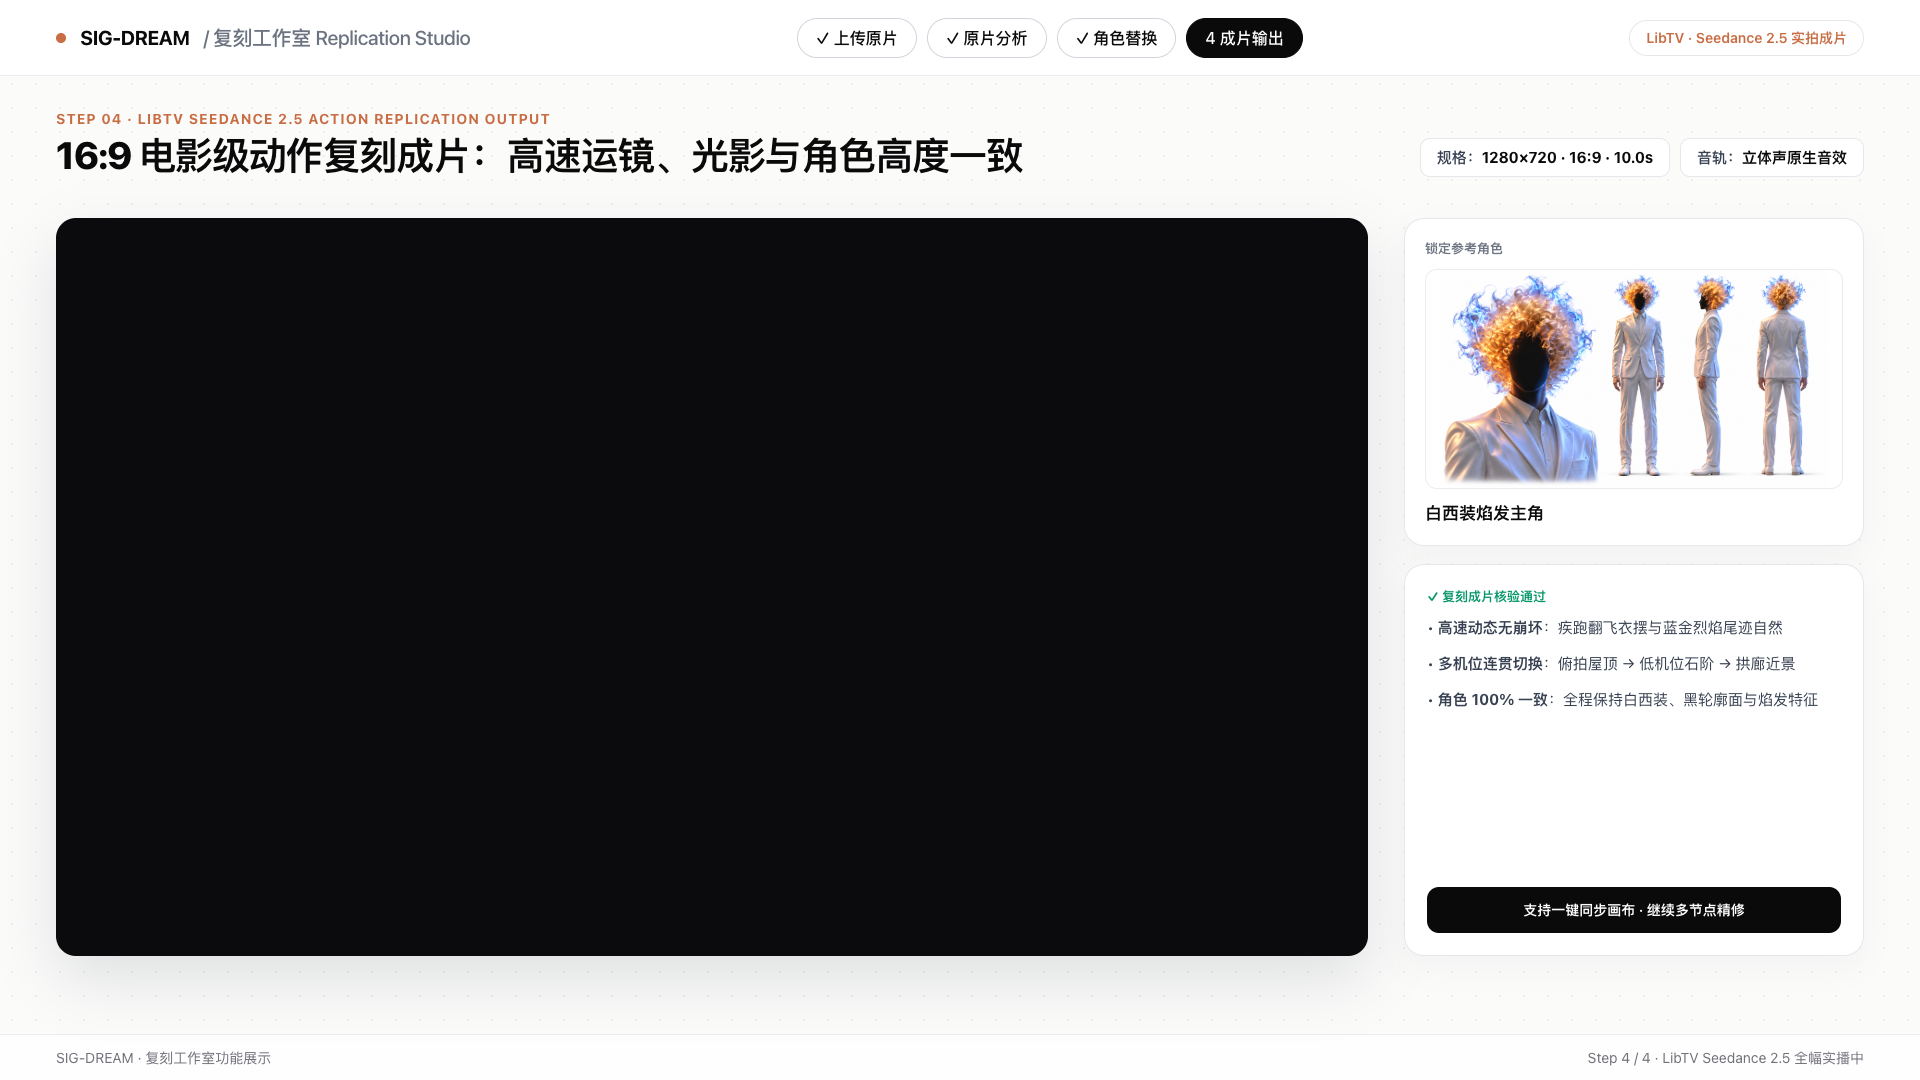 SIG-DREAM / 复刻工作室 Replication Studio
✓ 上传原片
✓ 原片分析
✓ 角色替换
4 成片输出
LibTV · Seedance 2.5 实拍成片
STEP 04 · LIBTV SEEDANCE 2.5 ACTION REPLICATION OUTPUT
16:9 电影级动作复刻成片：高速运镜、光影与角色高度一致
规格：1280×720 · 16:9 · 10.0s
音轨：立体声原生音效
锁定参考角色
白西装焰发主角
✓ 复刻成片核验通过
• 高速动态无崩坏：疾跑翻飞衣摆与蓝金烈焰尾迹自然
• 多机位连贯切换：俯拍屋顶 → 低机位石阶 → 拱廊近景
• 角色 100% 一致：全程保持白西装、黑轮廓面与焰发特征
支持一键同步画布 · 继续多节点精修
SIG-DREAM · 复刻工作室功能展示
Step 4 / 4 · LibTV Seedance 2.5 全幅实播中